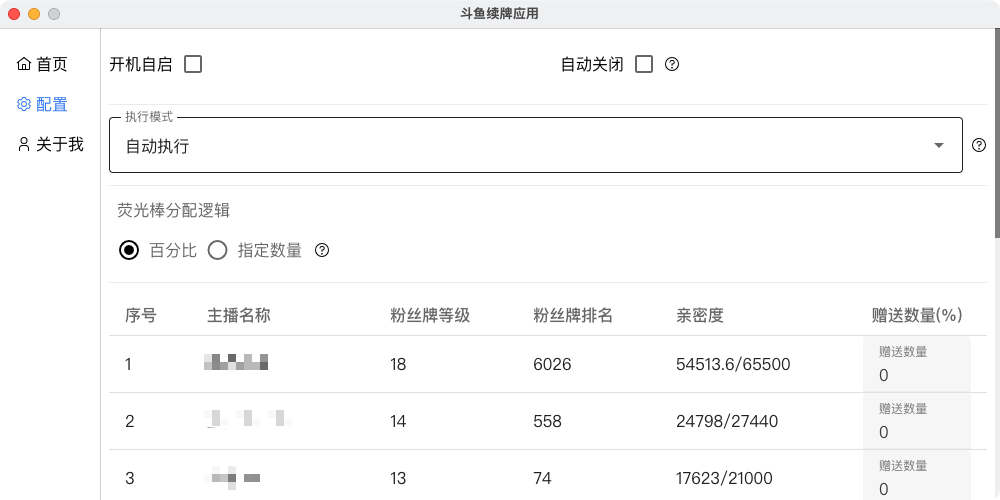 斗鱼续牌应用
首页
配置
关于我
开机自启
自动关闭
执行模式
自动执行
荧光棒分配逻辑
百分比 指定数量
序号 主播名称 粉丝牌等级 粉丝牌排名 亲密度 赠送数量(%)
1 18 6026 54513.6/65500 赠送数量 0
2 14 558 24798/27440 赠送数量 0
3 13 74 17623/21000 赠送数量 0